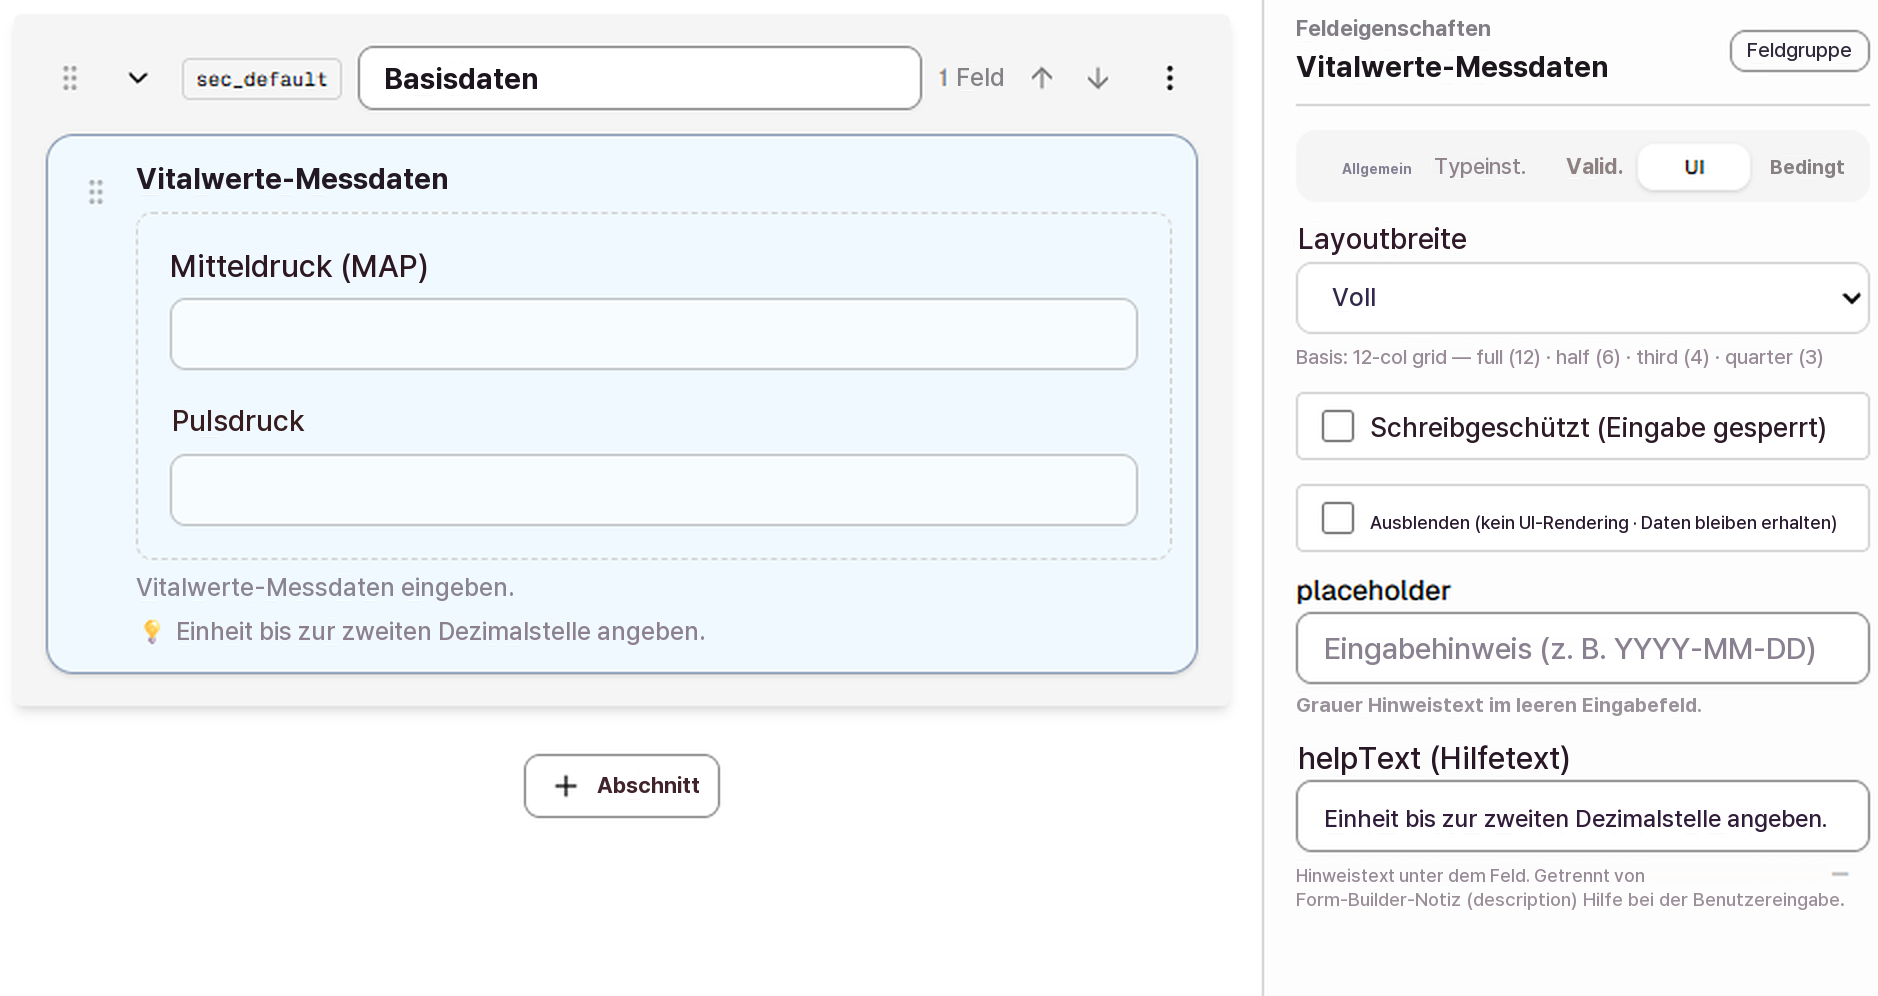 sec_default
Basisdaten
1 Feld
Vitalwerte-Messdaten
Mitteldruck (MAP)
Pulsdruck
Vitalwerte-Messdaten eingeben.
Einheit bis zur zweiten Dezimalstelle angeben.
+ Abschnitt
Feldeigenschaften
Vitalwerte-Messdaten
Feldgruppe
Allgemein Typeinst. Valid. UI Bedingt
Layoutbreite
Voll
Basis: 12-col grid — full (12) · half (6) · third (4) · quarter (3)
Schreibgeschützt (Eingabe gesperrt)
Ausblenden (kein UI-Rendering · Daten bleiben erhalten)
placeholder
Eingabehinweis (z. B. YYYY-MM-DD)
Grauer Hinweistext im leeren Eingabefeld.
helpText (Hilfetext)
Einheit bis zur zweiten Dezimalstelle angeben.
Hinweistext unter dem Feld. Getrennt von
Form-Builder-Notiz (description) Hilfe bei der Benutzereingabe.